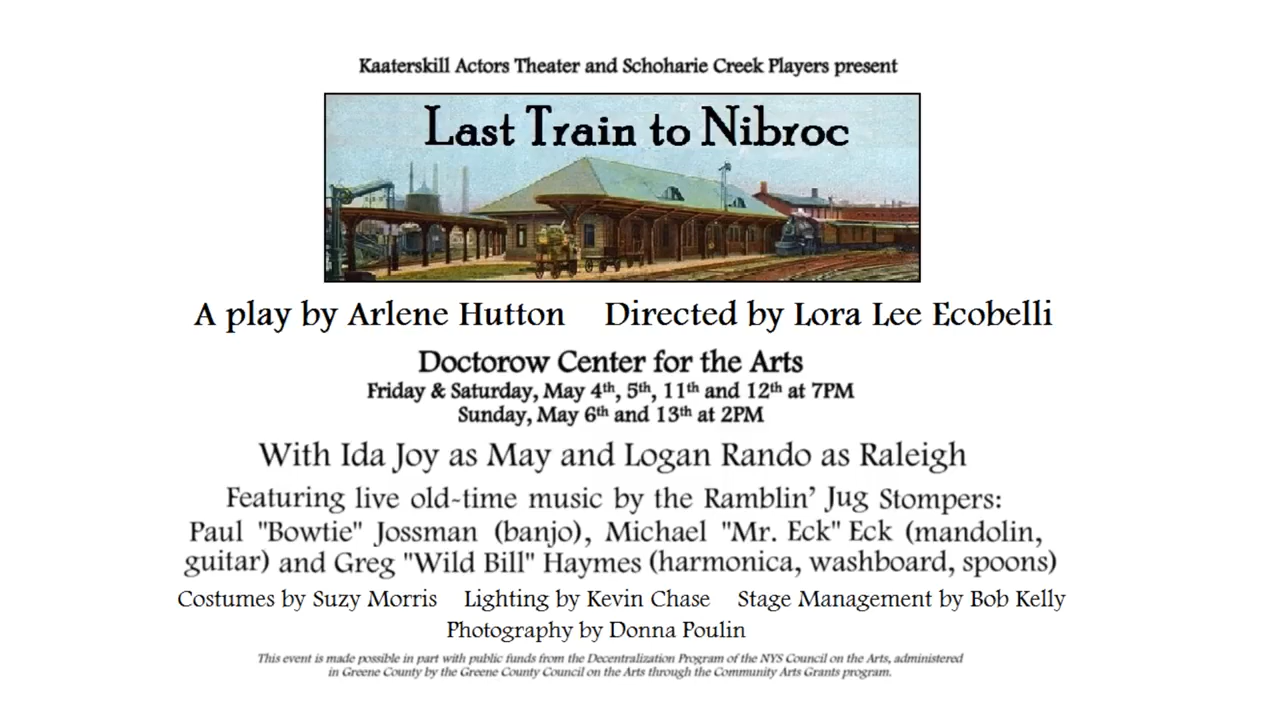 Kaaterskill Actors Theater and Schoharie Creek Players present
Last Train to Nibroc
A play by Arlene Hutton Directed by Lora Lee Ecobelli
Doctorow Center for the Arts
Friday & Saturday, May 4th, 5th, 11th and 12th at 7PM
Sunday, May 6th and 13th at 2PM
With Ida Joy as May and Logan Rando as Raleigh
Featuring live old-time music by the Ramblin' Jug Stompers:
Paul "Bowtie" Jossman (banjo), Michael "Mr. Eck" Eck (mandolin,
guitar) and Greg "Wild Bill" Haymes (harmonica, washboard, spoons)
Costumes by Suzy Morris Lighting by Kevin Chase Stage Management by Bob Kelly
Photography by Donna Poulin
This event is made possible in part with public funds from the Decentralization Program of the NYS Council on the Arts, administered
in Greene County by the Greene County Council on the Arts through the Community Arts Grants program.